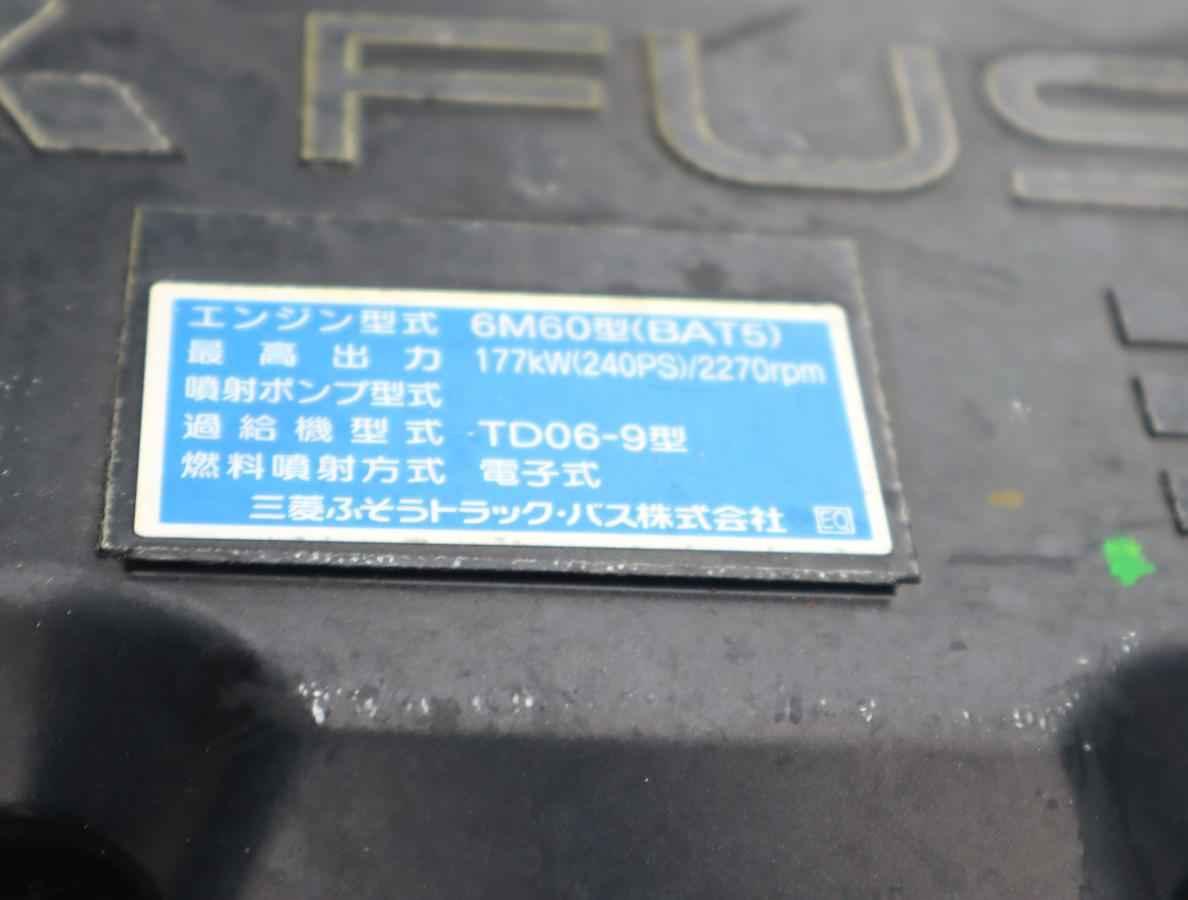 FUS
エンジン型式 6M60型(BAT5)
最高出力 177kW(240PS)/2270rpm
噴射ポンプ型式
過給機型式 TD06-9型
燃料噴射方式 電子式
三菱ふそうトラック・バス株式会社 EQ